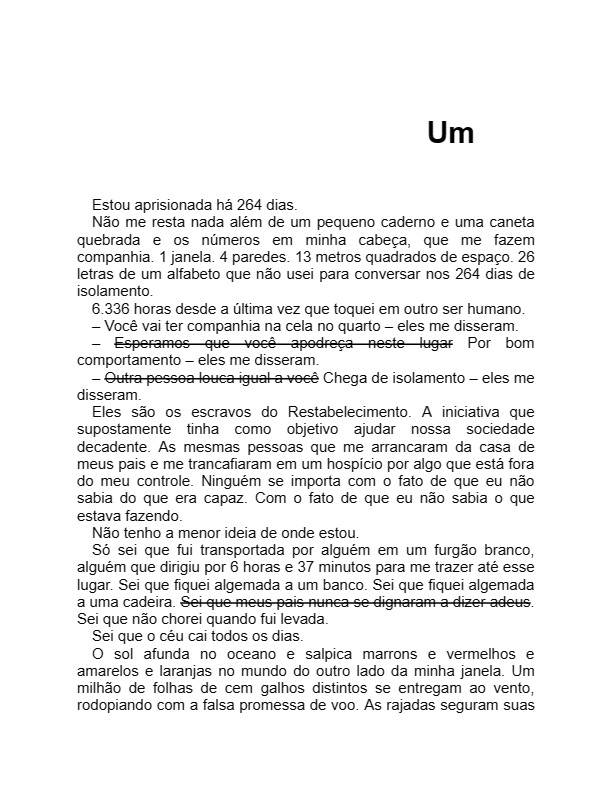 Um
Estou aprisionada há 264 dias.
Não me resta nada além de um pequeno caderno e uma caneta
quebrada e os números em minha cabeça, que me fazem
companhia. 1 janela. 4 paredes. 13 metros quadrados de espaço. 26
letras de um alfabeto que não usei para conversar nos 264 dias de
isolamento.
6.336 horas desde a última vez que toquei em outro ser humano.
– Você vai ter companhia na cela no quarto – eles me disseram.
– Esperamos que você apodreça neste lugar Por bom
comportamento – eles me disseram.
– Outra pessoa louca igual a você Chega de isolamento – eles me
disseram.
Eles são os escravos do Restabelecimento. A iniciativa que
supostamente tinha como objetivo ajudar nossa sociedade
decadente. As mesmas pessoas que me arrancaram da casa de
meus pais e me trancafiaram em um hospício por algo que está fora
do meu controle. Ninguém se importa com o fato de que eu não
sabia do que era capaz. Com o fato de que eu não sabia o que
estava fazendo.
Não tenho a menor ideia de onde estou.
Só sei que fui transportada por alguém em um furgão branco,
alguém que dirigiu por 6 horas e 37 minutos para me trazer até esse
lugar. Sei que fiquei algemada a um banco. Sei que fiquei algemada
a uma cadeira. Sei que meus pais nunca se dignaram a dizer adeus.
Sei que não chorei quando fui levada.
Sei que o céu cai todos os dias.
O sol afunda no oceano e salpica marrons e vermelhos e
amarelos e laranjas no mundo do outro lado da minha janela. Um
milhão de folhas de cem galhos distintos se entregam ao vento,
rodopiando com a falsa promessa de voo. As rajadas seguram suas